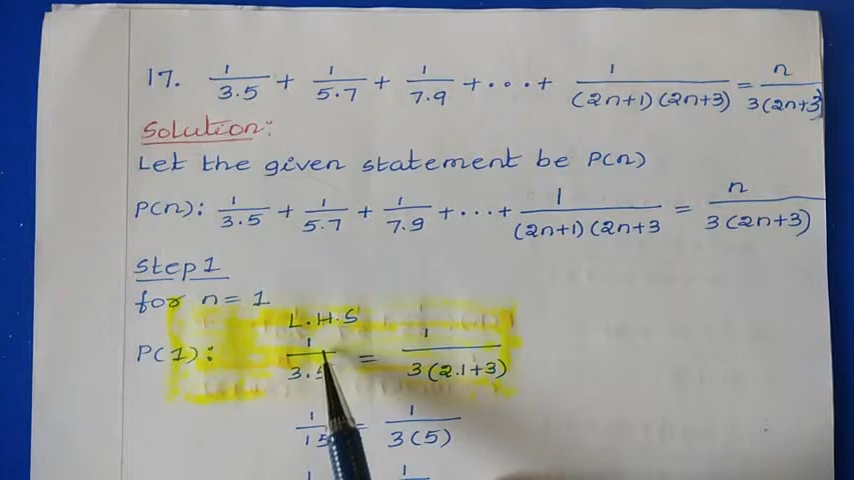 17. 1/3.5 + 1/5.7 + 1/7.9 + ... + 1/(2n+1)(2n+3) = n/3(2n+3)
Solution:
Let the given statement be P(n)
P(n): 1/3.5 + 1/5.7 + 1/7.9 + ... + 1/(2n+1)(2n+3 = n/3(2n+3)
Step1
for n=1
L.H.S
P(1): 1/3.5 = 1/3(2.1+3)
1/15 = 1/3(5)
1 1